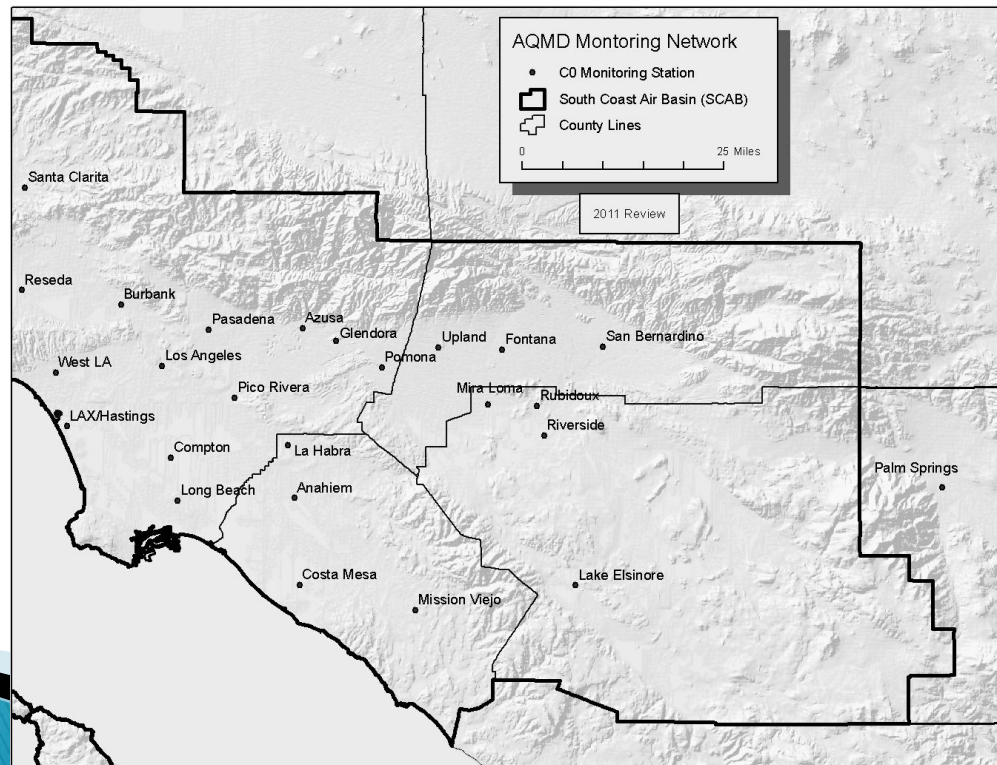 AQMD Montoring Network
C0 Monitoring Station
South Coast Air Basin (SCAB)
County Lines
0 25 Miles
2011 Review
Santa Clarita
Reseda
Burbank
Pasadena
Azusa
Glendora
Upland
Fontana
San Bernardino
West LA
Los Angeles
Pomona
Pico Rivera
Mira Loma
Rubidoux
LAX/Hastings
Riverside
Compton
La Habra
Palm Springs
Long Beach
Anahiem
Costa Mesa
Lake Elsinore
Mission Viejo